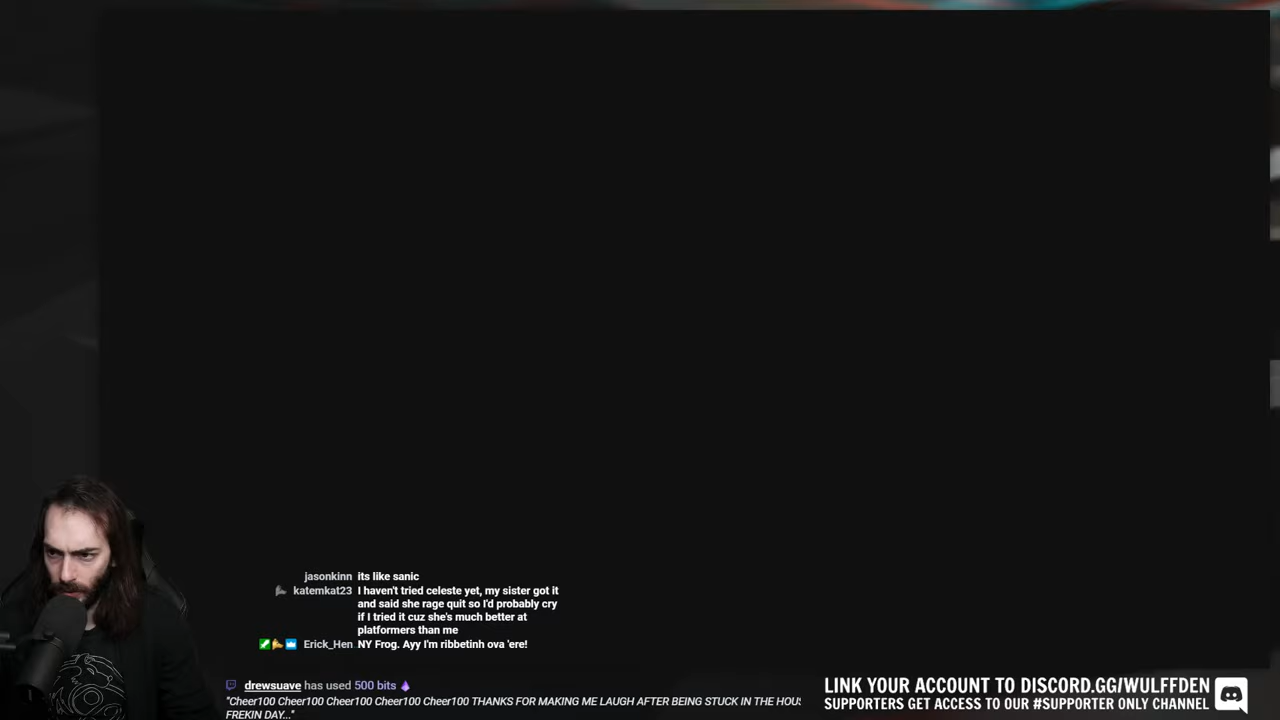 jasonkinn its like sanic
katemkat23 I haven't tried celeste yet, my sister got it
and said she rage quit so I'd probably cry
if I tried it cuz she's much better at
platformers than me
Erick_Hen NY Frog. Ayy I'm ribbetinh ova 'ere!
drewsuave has used 500 bits
"Cheer100 Cheer100 Cheer100 Cheer100 Cheer100 THANKS FOR MAKING ME LAUGH AFTER BEING STUCK IN THE
FREKIN DAY..."
LINK YOUR ACCOUNT TO DISCORD.GG/WULFFDEN
SUPPORTERS GET ACCESS TO OUR #SUPPORTER ONLY CHANNEL